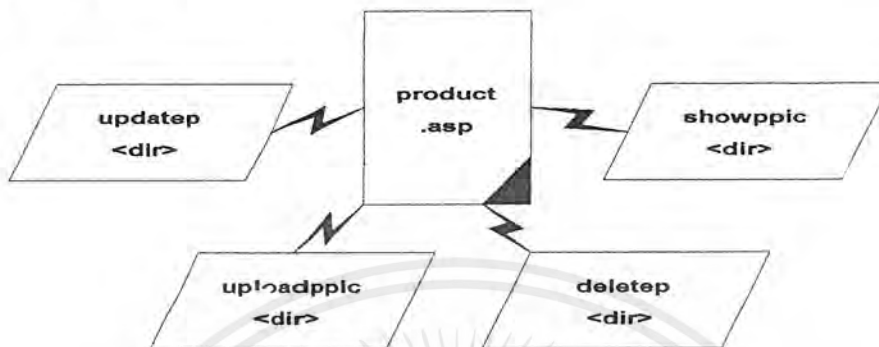 product
.asp
updatep
<dir>
showppic
<dir>
uploadppic
<dir>
deletep
<dir>